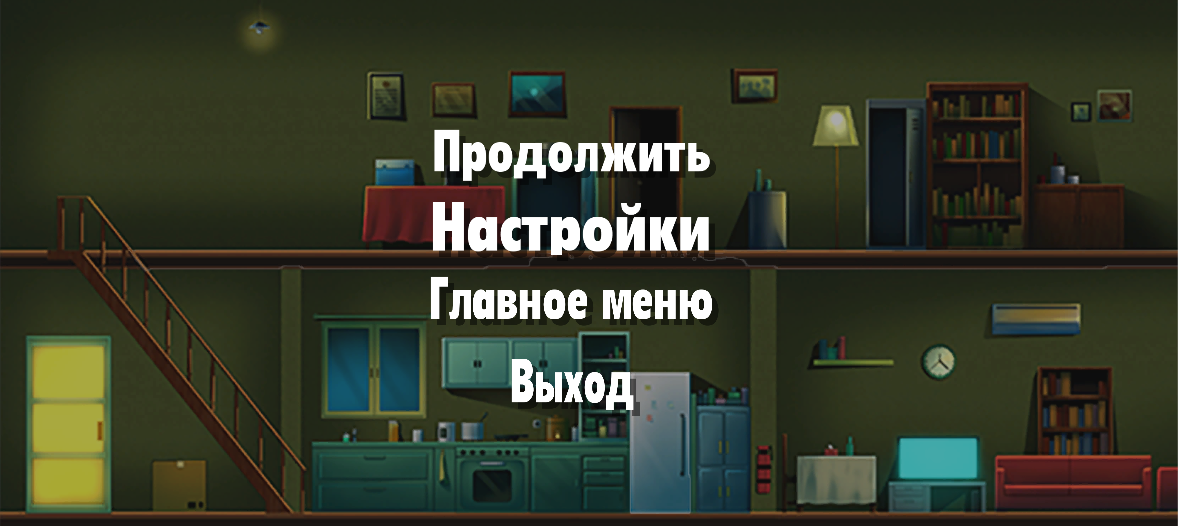 Продолжить
Настройки
Главное меню
Выход